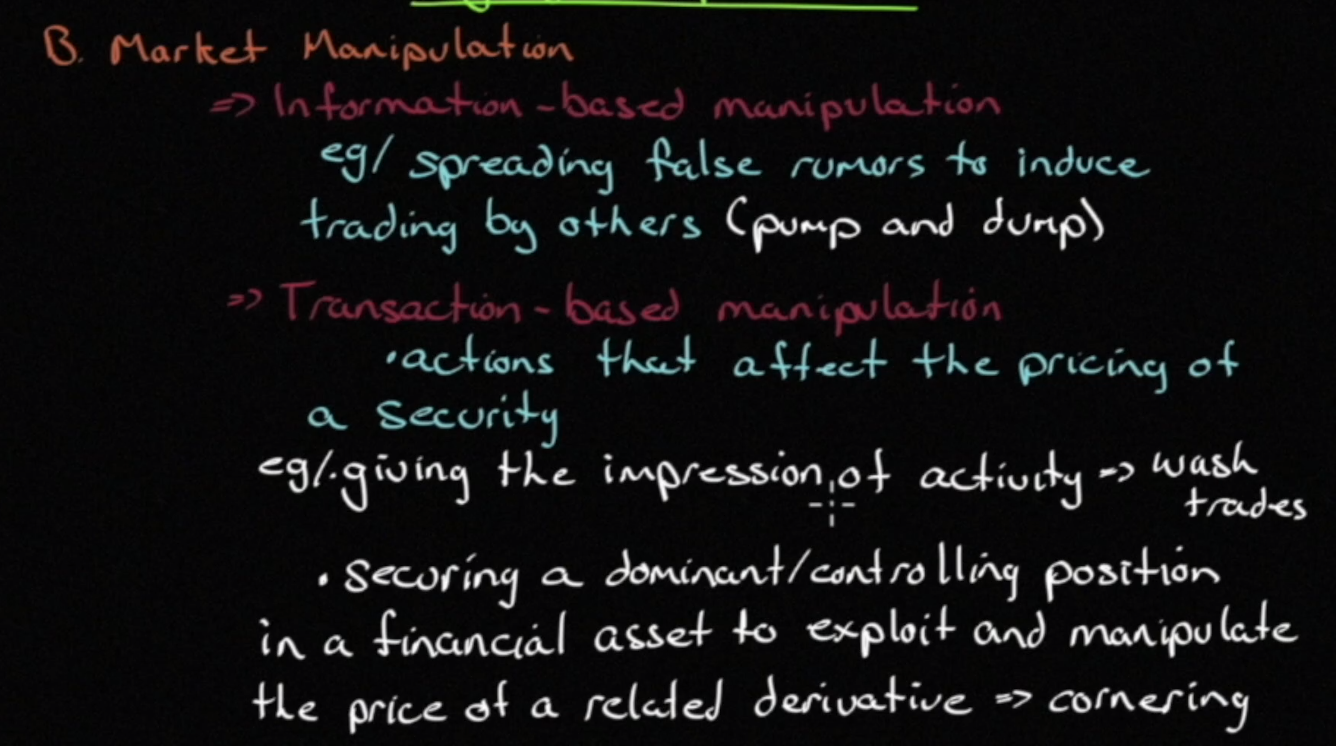 B. Market Manipulation
=> Information-based manipulation
eg/ spreading false rumors to induce
trading by others (pump and dump)
=> Transaction-based manipulation
•actions that affect the pricing of
a security
eg/•giving the impression of activity => wash
trades
• securing a dominant/controlling position
in a financial asset to exploit and manipulate
the price of a related derivative => cornering